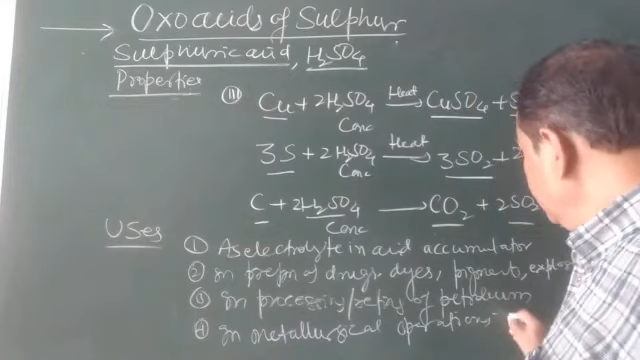 Oxoacids of Sulphur
Sulphuric acid, H₂SO₄
Properties
(III) Cu + 2H₂SO₄ Heat → CuSO₄ + S
Conc
3S + 2H₂SO₄ Heat → 3SO₂ + 2
Conc
C + 2H₂SO₄ → CO₂ + 2SO₂
Conc
Uses
① As electrolyte in acid accumulator
② In prepn of drugs dyes, pigments, explos
③ In processing of petroleum
④ In metallurgical operations